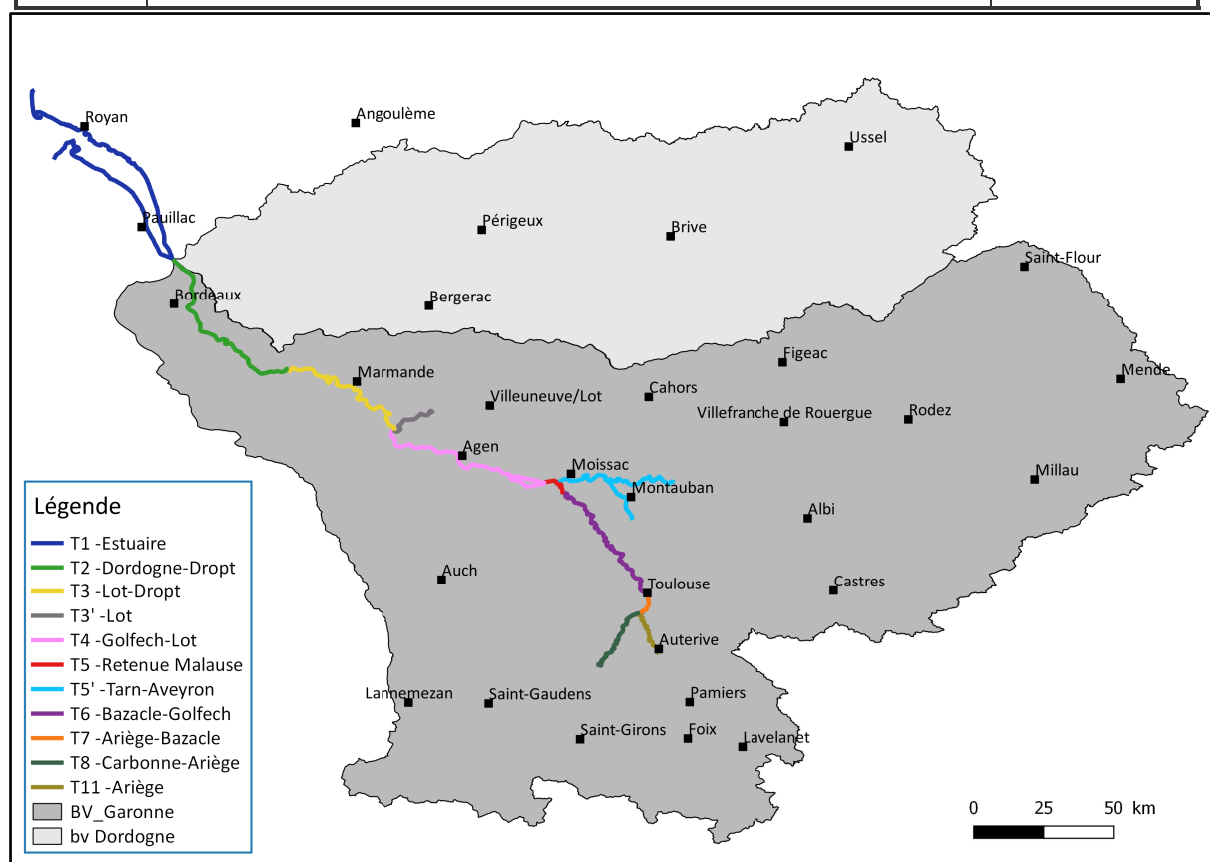 Royan
Angoulême
Ussel
Pauillac
Périgeux
Brive
Saint-Flour
Bordeaux
Bergerac
Figeac
Marmande
Mende
Villeuneuve/Lot
Cahors
Villefranche de Rouergue
Rodez
Agen
Moissac
Millau
Montauban
Albi
Auch
Toulouse
Castres
Auterive
Lannemezan
Saint-Gaudens
Pamiers
Saint-Girons
Foix
Lavelanet
Légende
T1 -Estuaire
T2 -Dordogne-Dropt
T3 -Lot-Dropt
T3' -Lot
T4 -Golfech-Lot
T5 -Retenue Malause
T5' -Tarn-Aveyron
T6 -Bazacle-Golfech
T7 -Ariège-Bazacle
T8 -Carbonne-Ariège
T11 -Ariège
BV_Garonne
bv Dordogne
0 25 50 km